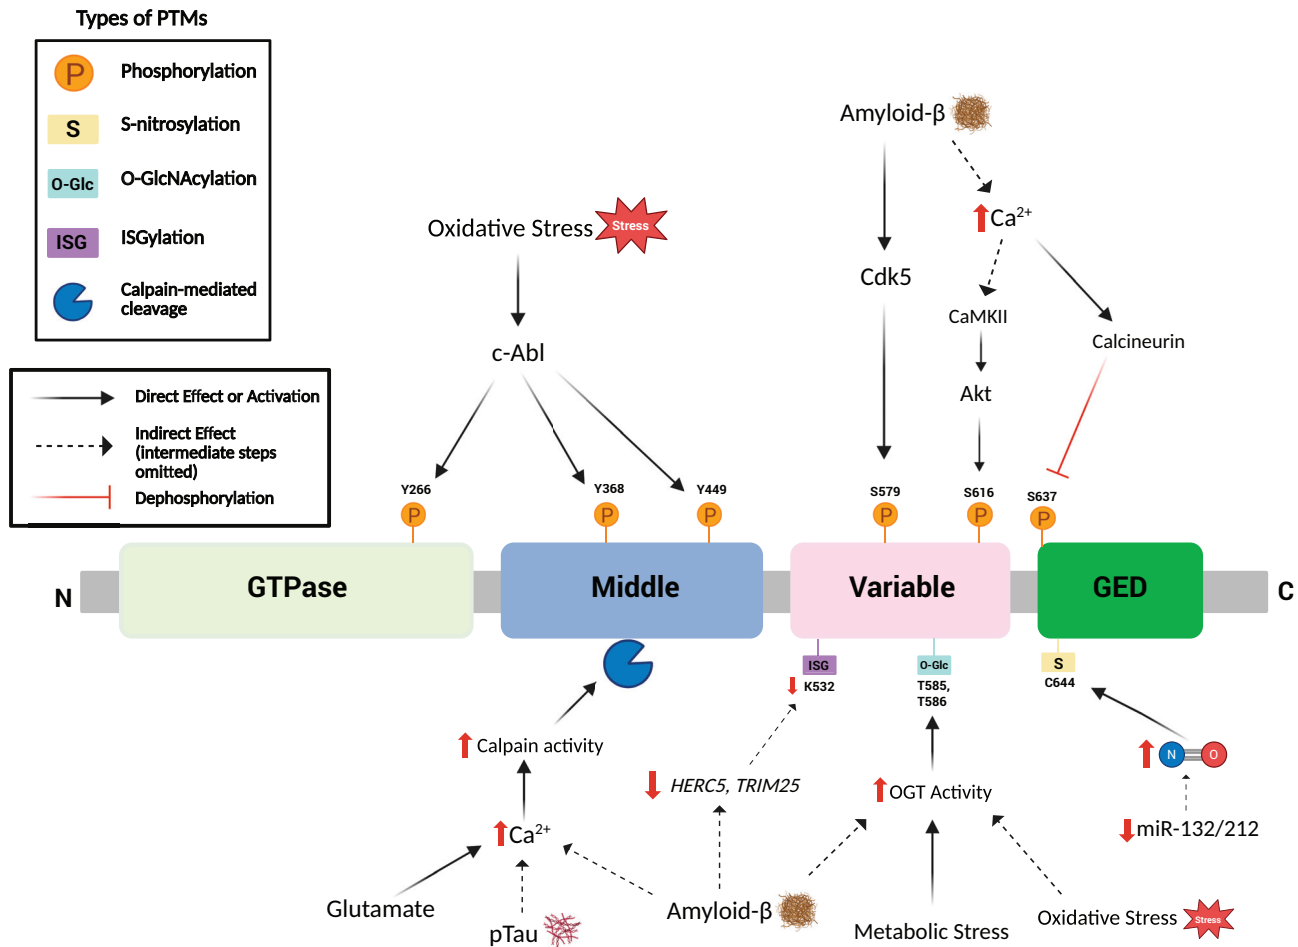 Types of PTMs
P
Phosphorylation
S
S-nitrosylation
O-Glc
O-GlcNAcylation
ISG
ISGylation
Calpain-mediated
cleavage
Direct Effect or Activation
Indirect Effect
(intermediate steps
omitted)
Dephosphorylation
Oxidative Stress
Stress
c-Abl
Amyloid-β
Ca2+
Cdk5
CaMKII
Calcineurin
Akt
Y266
P
Y368
P
Y449
P
S579
P
S616
P
S637
P
N
GTPase
Middle
Variable
GED
C
ISG
K532
O-Glc
T585,
T586
S
C644
Calpain activity
HERC5, TRIM25
OGT Activity
N
O
Ca2+
miR-132/212
Glutamate
pTau
Amyloid-β
Metabolic Stress
Oxidative Stress
Stress